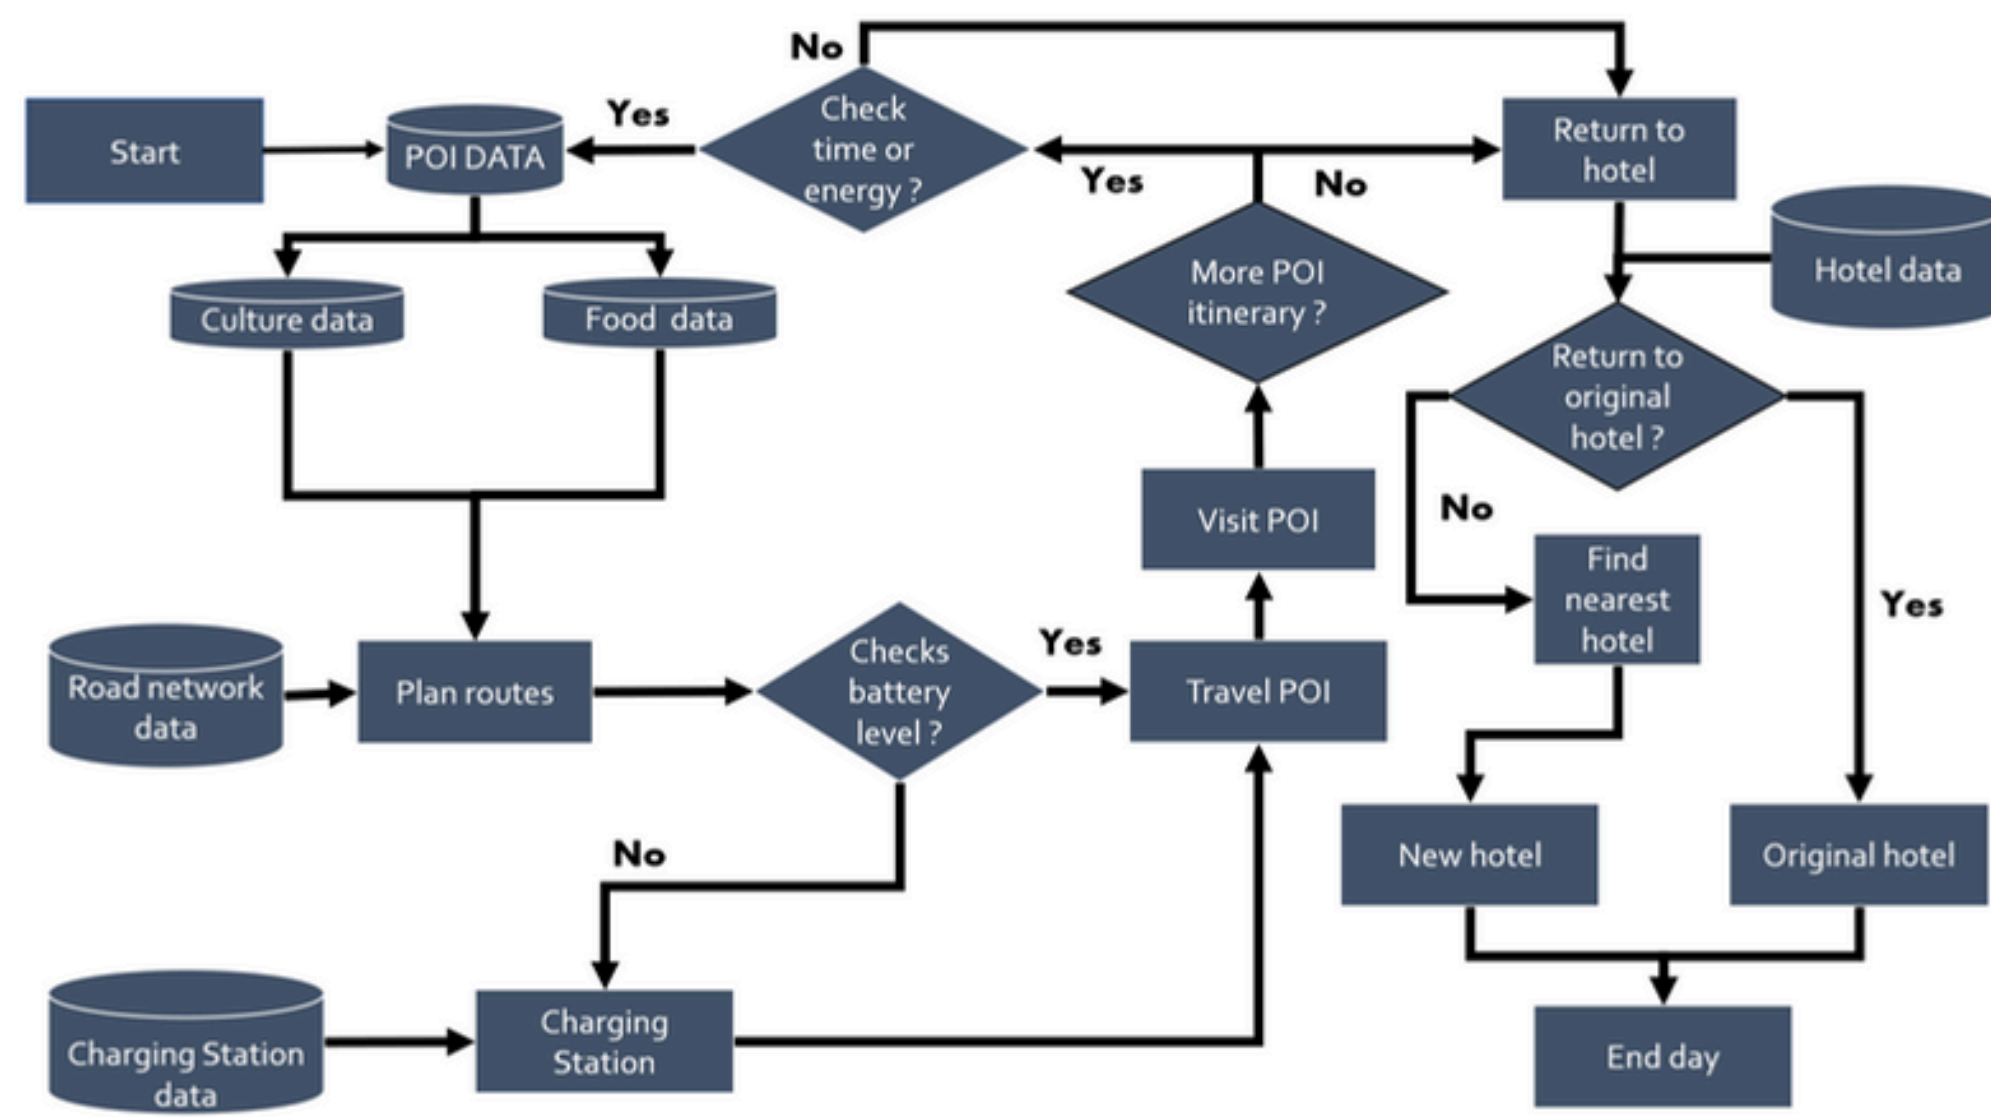 No
Start
POI DATA
Yes
Check
time or
energy ?
Yes
No
Return to
hotel
Culture data
Food data
More POI
itinerary ?
Hotel data
Return to
original
hotel ?
No
Visit POI
Find
nearest
hotel
Yes
Road network
data
Plan routes
Checks
battery
level ?
Yes
Travel POI
No
New hotel
Original hotel
Charging Station
data
Charging
Station
End day